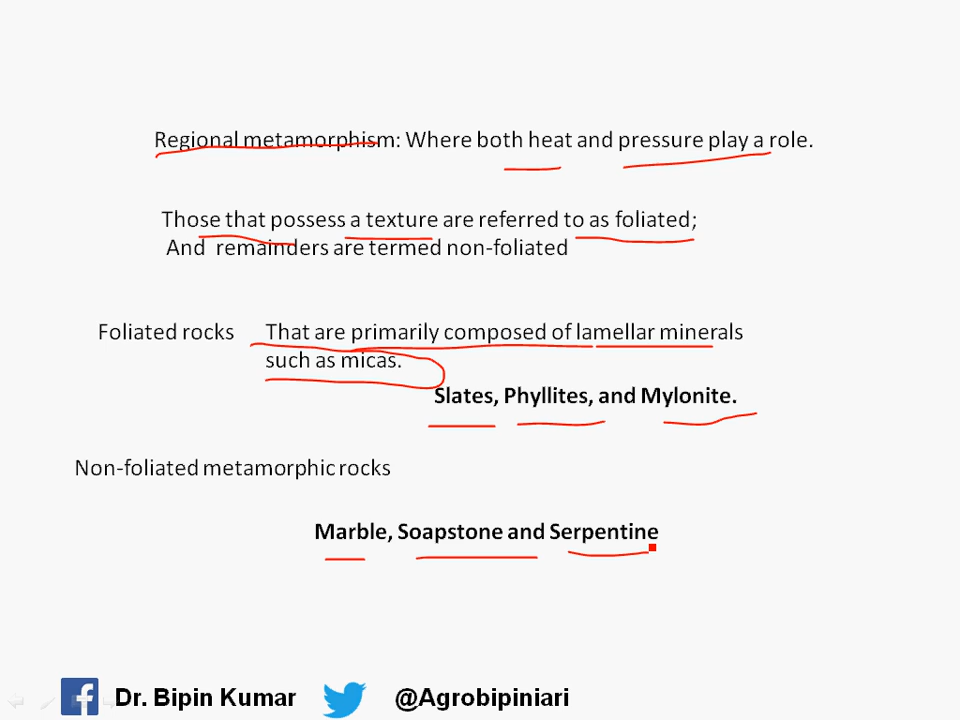 Regional metamorphism: Where both heat and pressure play a role.
Those that possess a texture are referred to as foliated;
And remainders are termed non-foliated
Foliated rocks That are primarily composed of lamellar minerals
such as micas.
Slates, Phyllites, and Mylonite.
Non-foliated metamorphic rocks
Marble, Soapstone and Serpentine
Dr. Bipin Kumar @Agrobipiniari